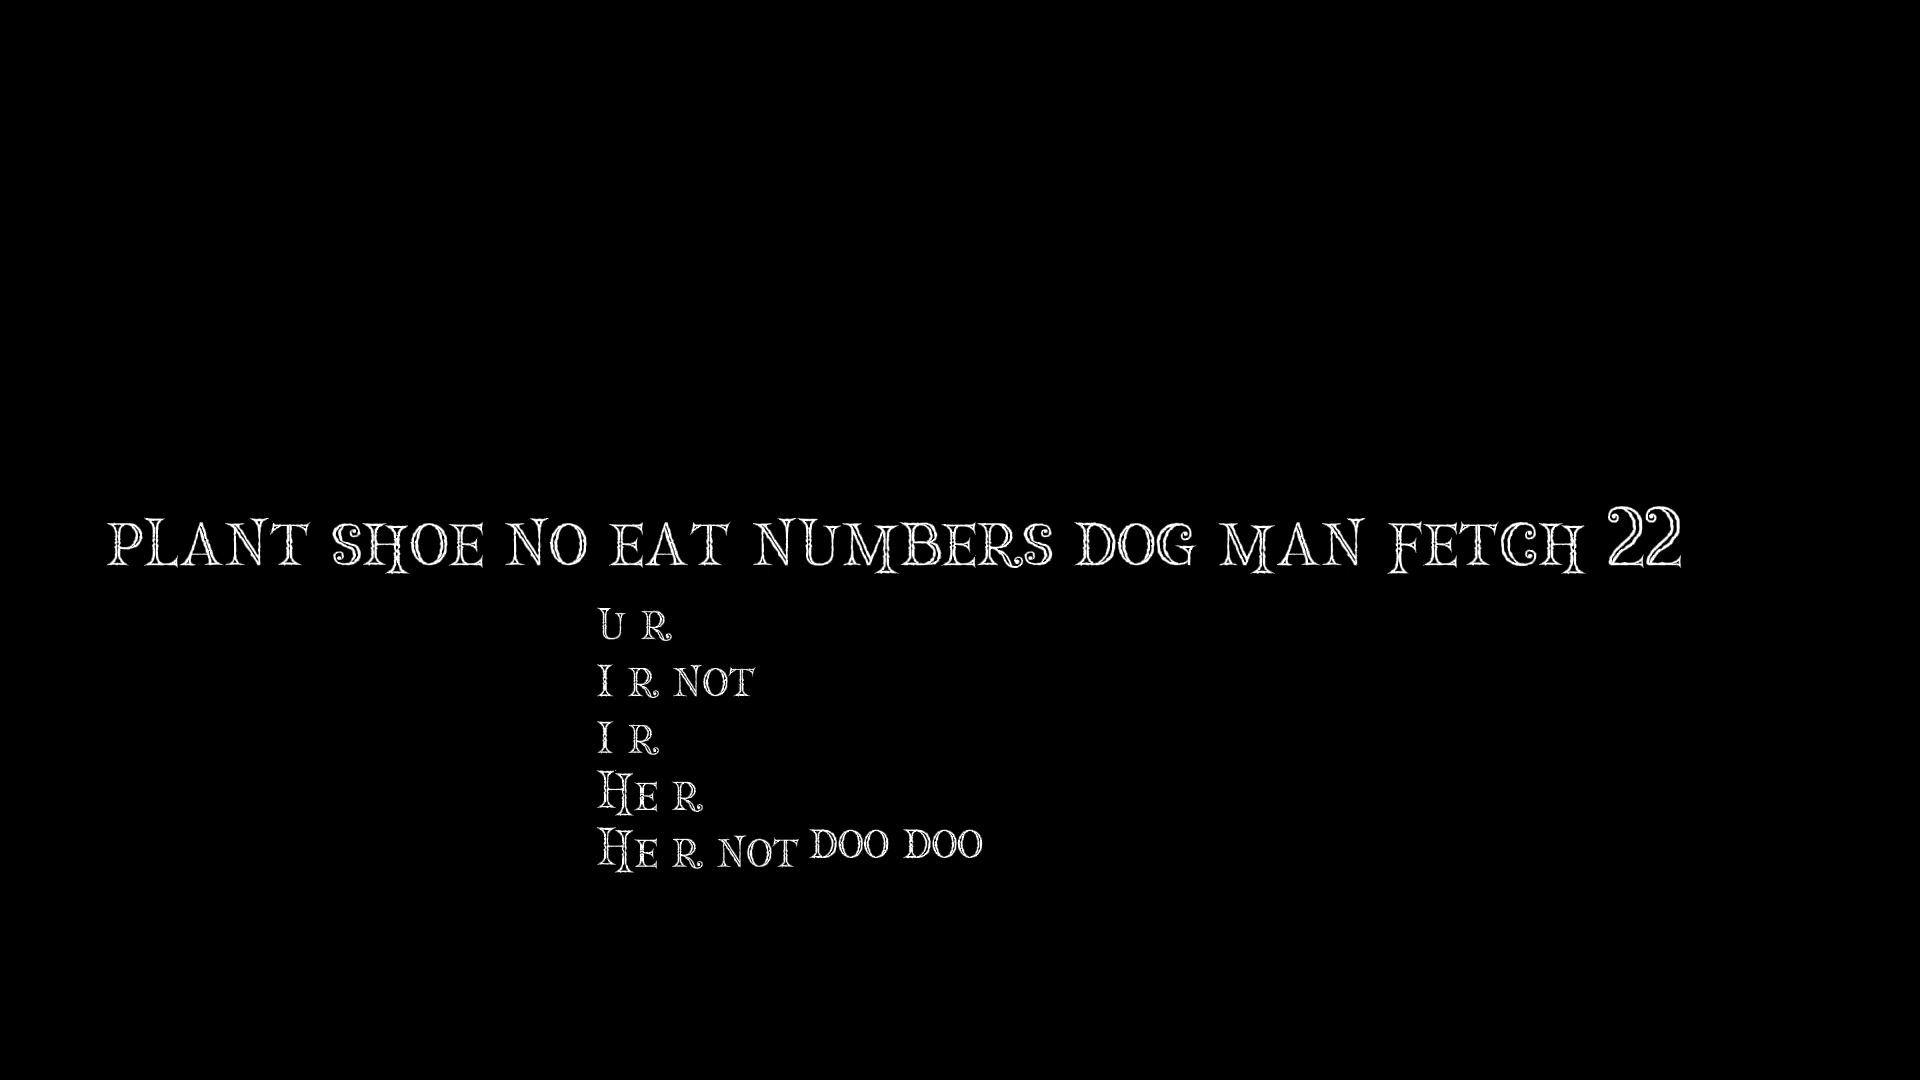 PLANT SHOE NO EAT NUMBERS DOG MAN FETCH 22
U R
I R NOT
I R
HE R
HE R NOT DOO DOO